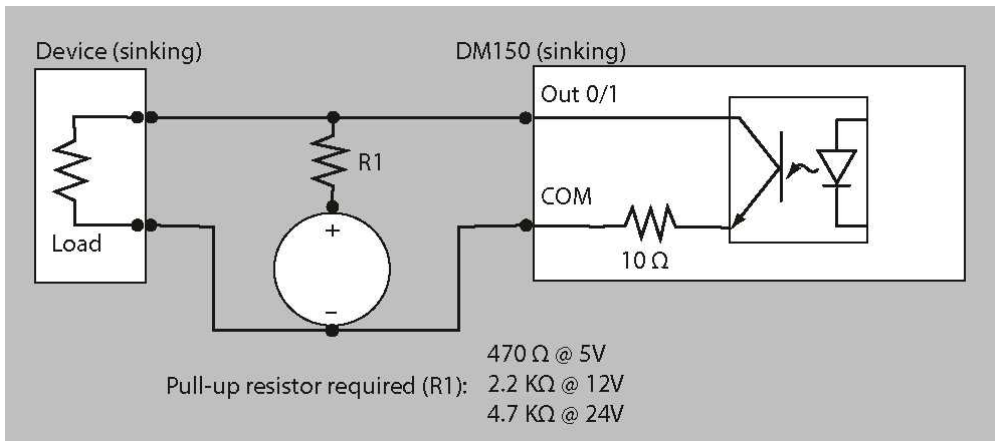 Device (sinking)
DM150 (sinking)
Out 0/1
R1
COM
+
Load
10 Ω
−
470 Ω @ 5V
Pull-up resistor required (R1): 2.2 KΩ @ 12V
4.7 KΩ @ 24V